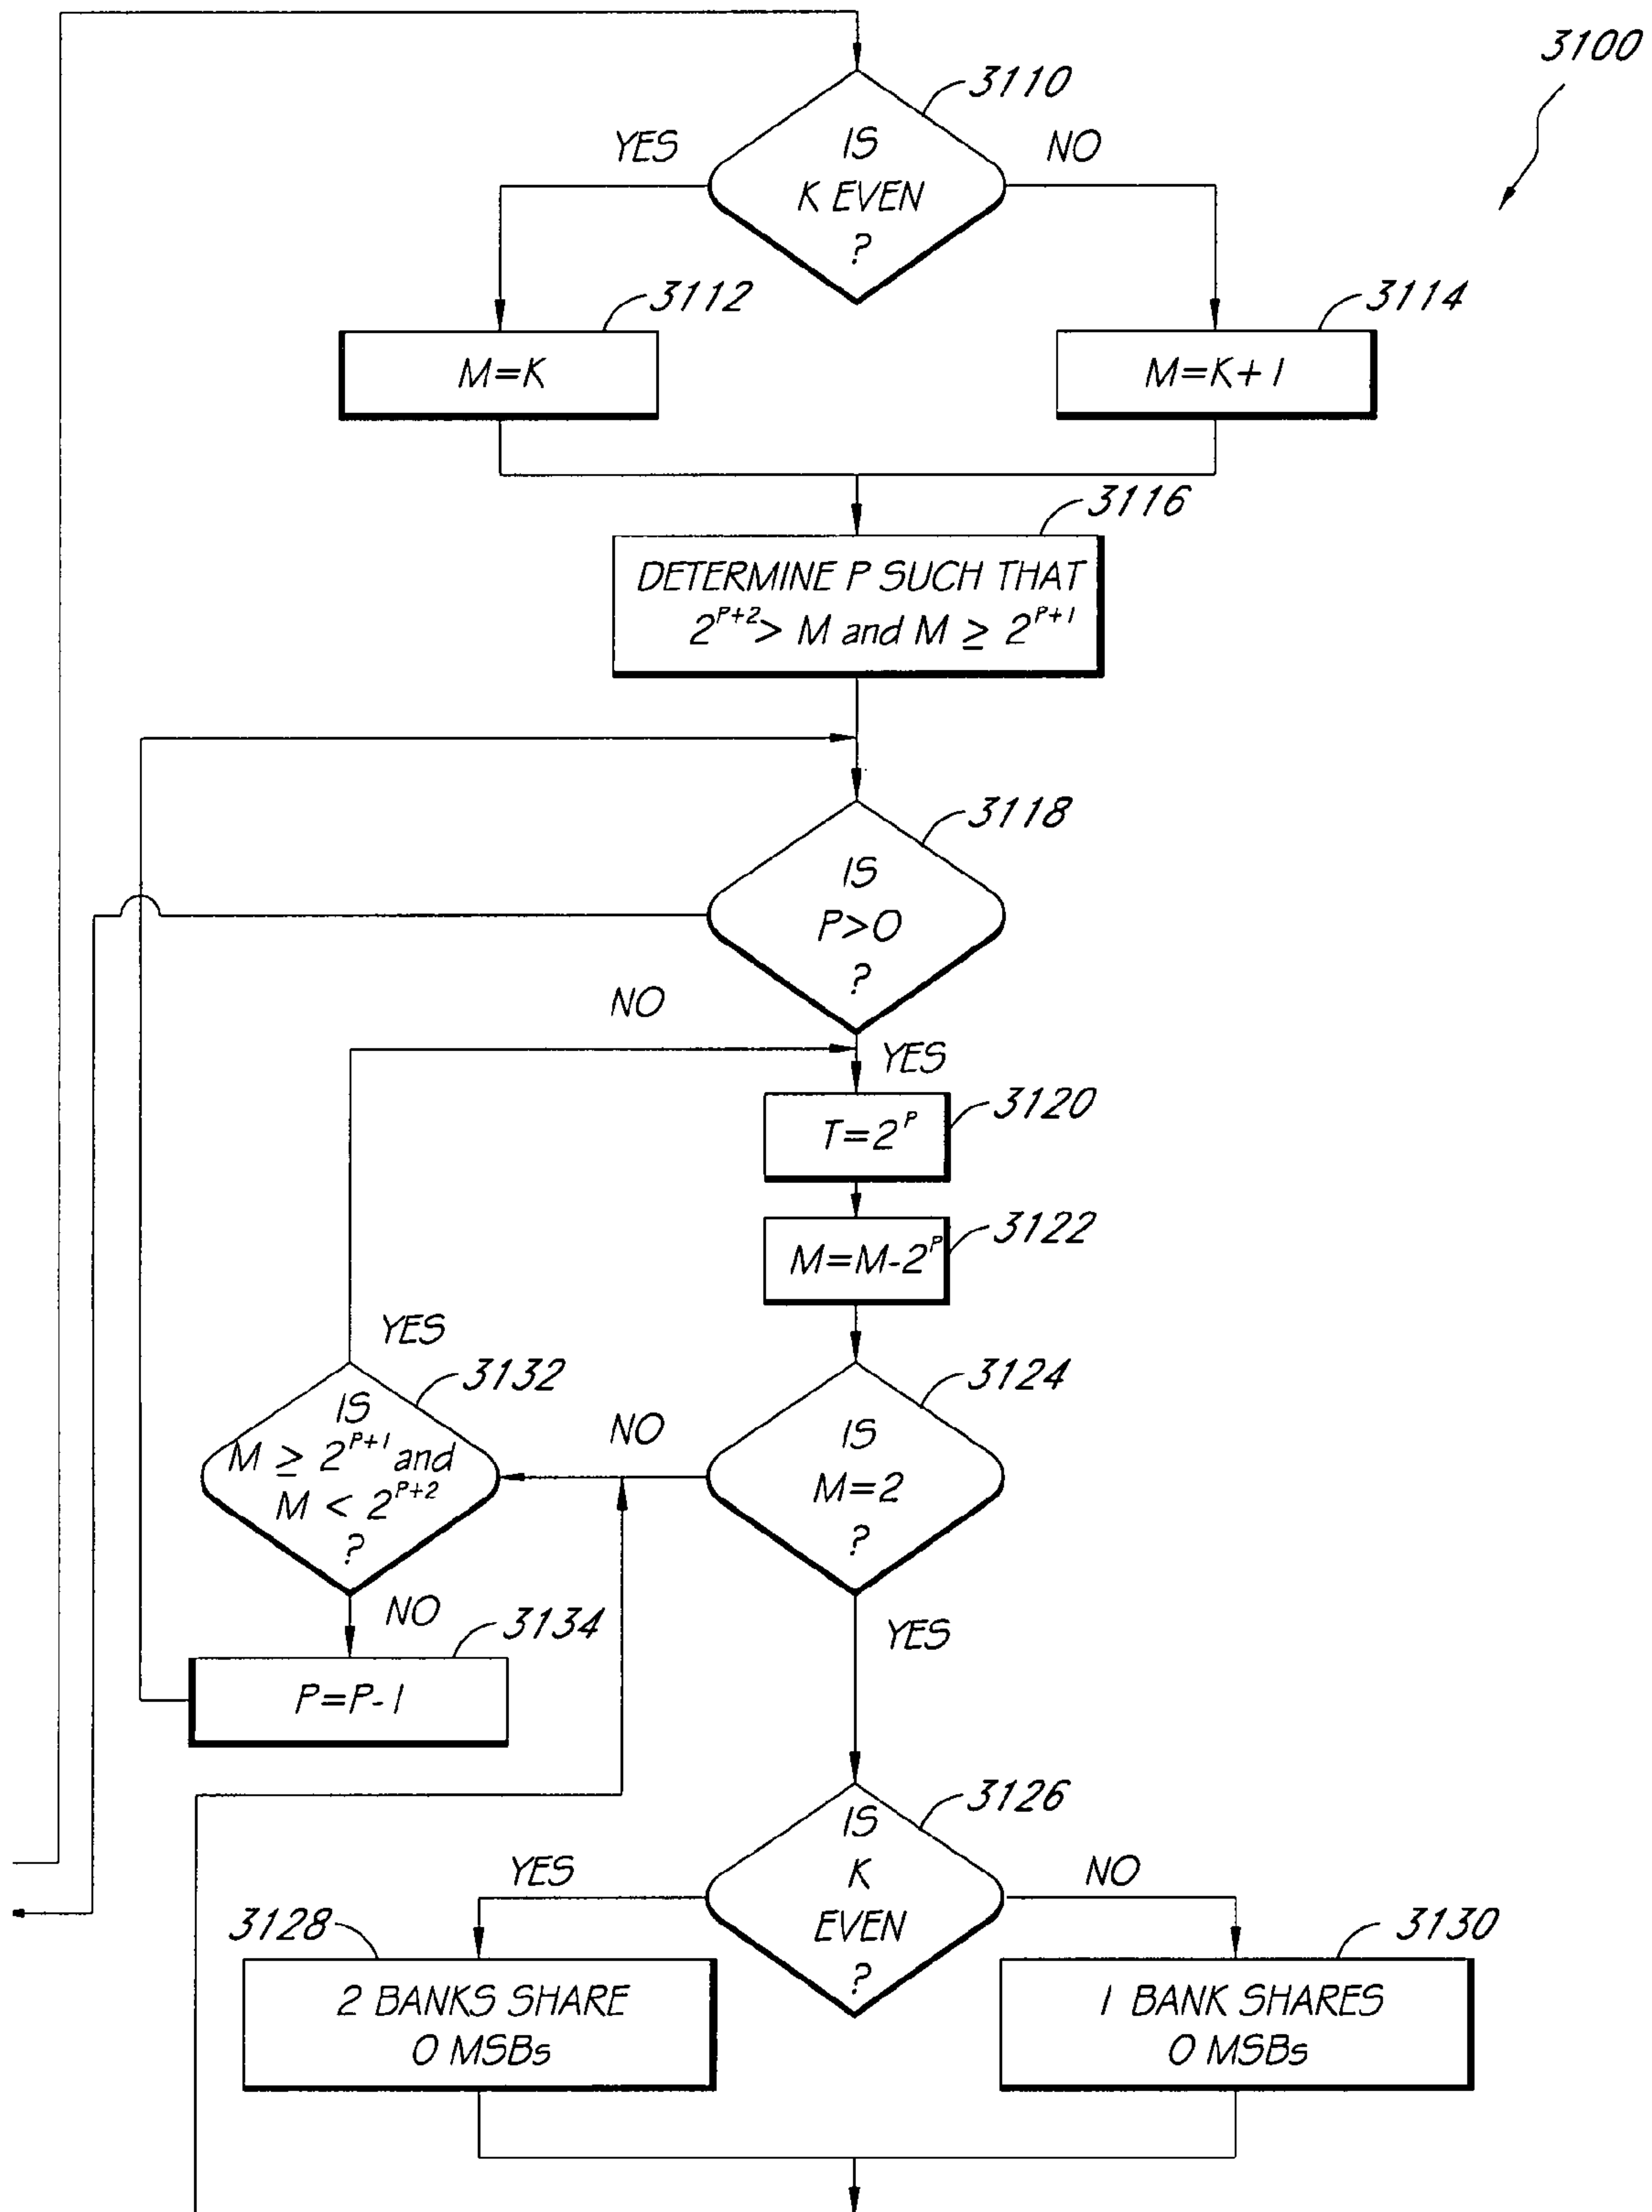 3100
3110
IS
K EVEN
?
YES
NO
3112
M=K
3114
M=K+1
3116
DETERMINE P SUCH THAT
2^{P+2} > M and M ≥ 2^{P+1}
3118
IS
P>0
?
NO
YES
3120
T=2^P
3122
M=M-2^P
3124
IS
M=2
?
NO
YES
3132
IS
M ≥ 2^{P+1} and
M < 2^{P+2}
?
YES
NO
3134
P=P-1
3126
IS
K
EVEN
?
YES
NO
3128
2 BANKS SHARE
0 MSBs
3130
1 BANK SHARES
0 MSBs